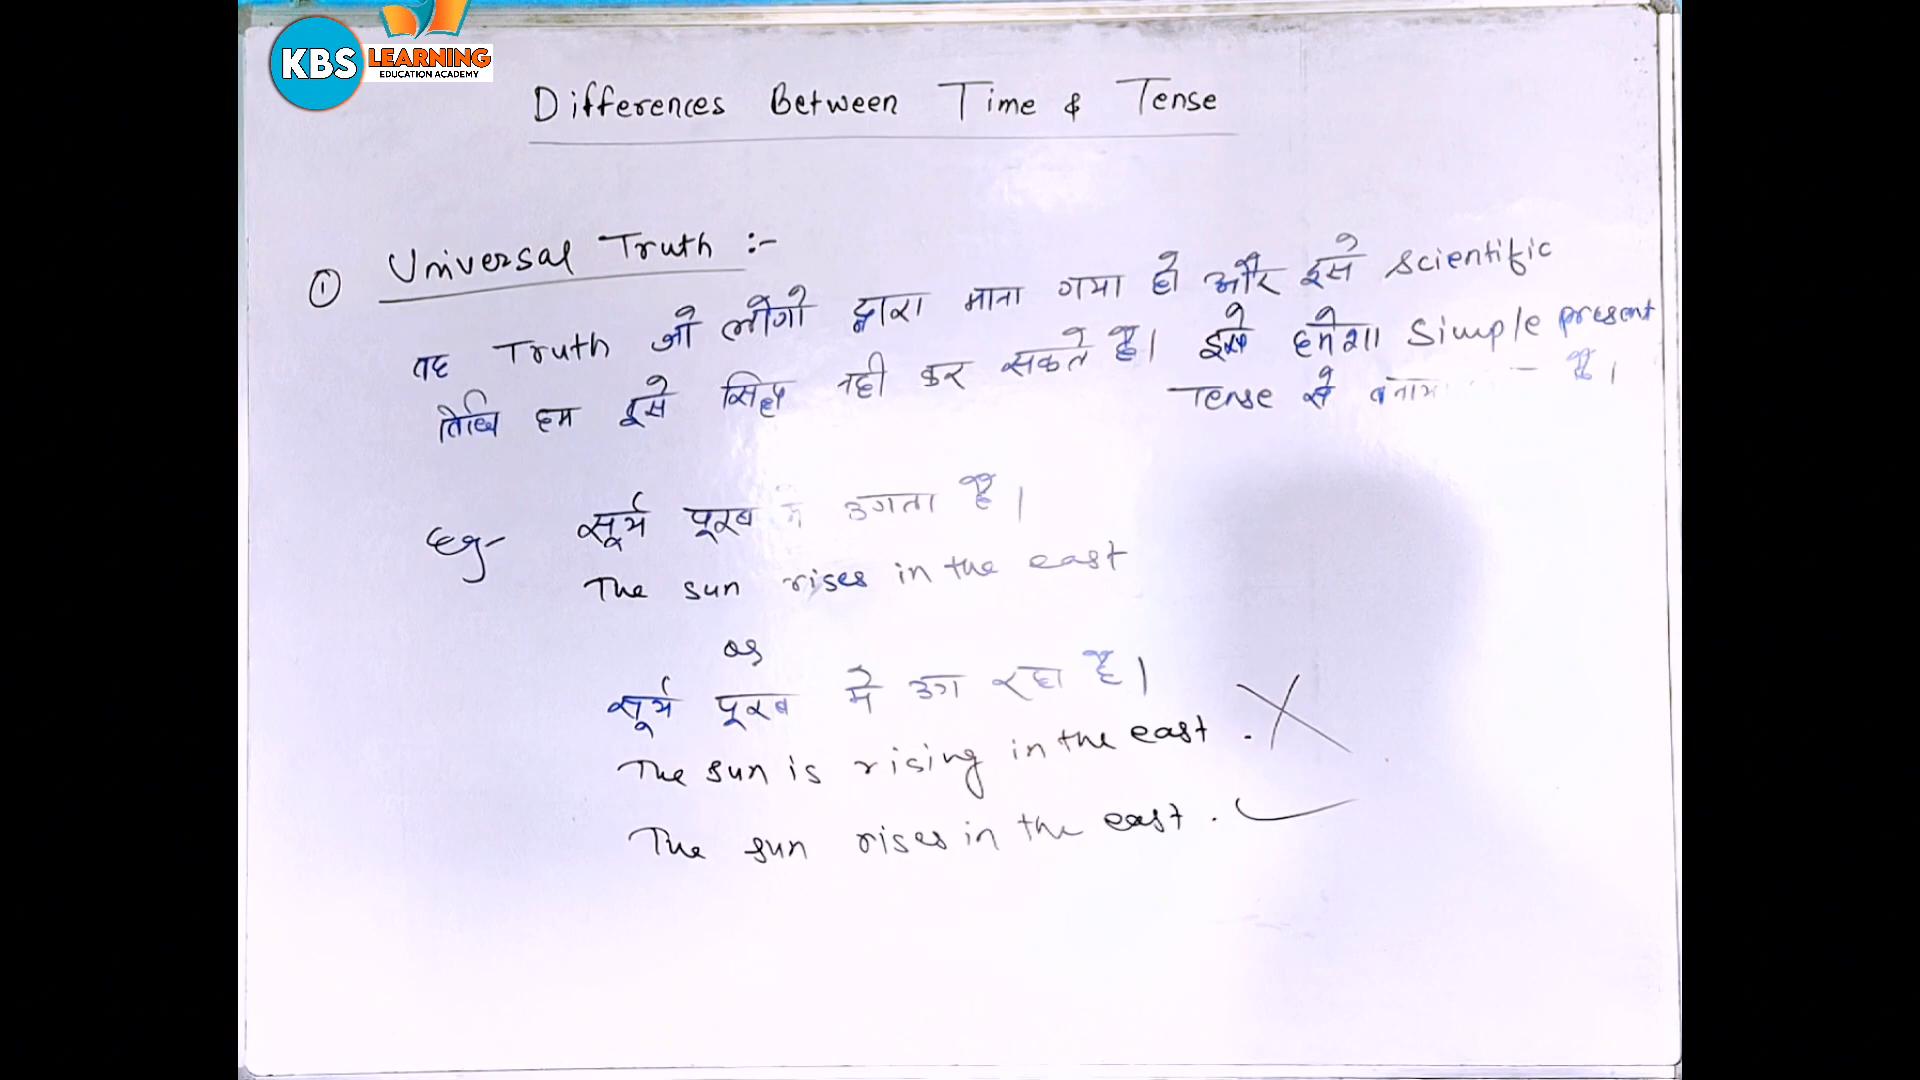 KBS LEARNING
EDUCATION ACADEMY
Differences Between Time & Tense
① Universal Truth :-
वह Truth जो लोगो द्वारा माना गया हो और इसे Scientific
विधि हम इसे सिद्ध नही कर सकते है। इसे हमेशा Simple present
Tense से है।
Eg- सूर्य पूरब मे उगता है।
The sun rises in the east
or
सूर्य पूरब मे उग रहा है।
The sun is rising in the east .
The sun rises in the east .